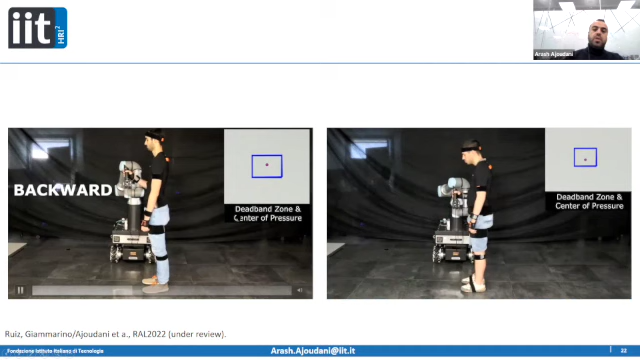 iit
HRI²
Arash Ajoudani
BACKWARD
Deadband Zone &
Center of Pressure
Deadband Zone &
Center of Pressure
Ruiz, Giammarino/Ajoudani et a., RAL2022 (under review).
Fondazione Istituto Italiano di Tecnologia
Arash.Ajoudani@iit.it
22